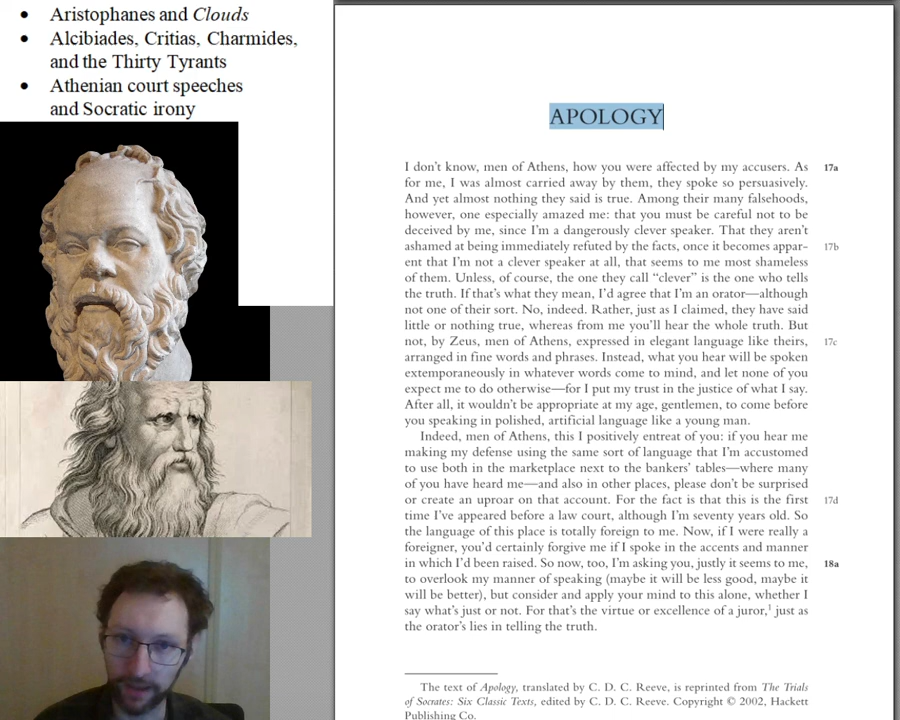 • Aristophanes and Clouds
• Alcibiades, Critias, Charmides,
and the Thirty Tyrants
• Athenian court speeches
and Socratic irony
APOLOGY
I don't know, men of Athens, how you were affected by my accusers. As 17a
for me, I was almost carried away by them, they spoke so persuasively.
And yet almost nothing they said is true. Among their many falsehoods,
however, one especially amazed me: that you must be careful not to be
deceived by me, since I'm a dangerously clever speaker. That they aren't
ashamed at being immediately refuted by the facts, once it becomes appar- 17b
ent that I'm not a clever speaker at all, that seems to me most shameless
of them. Unless, of course, the one they call “clever” is the one who tells
the truth. If that's what they mean, I'd agree that I'm an orator—although
not one of their sort. No, indeed. Rather, just as I claimed, they have said
little or nothing true, whereas from me you'll hear the whole truth. But
not, by Zeus, men of Athens, expressed in elegant language like theirs, 17c
arranged in fine words and phrases. Instead, what you hear will be spoken
extemporaneously in whatever words come to mind, and let none of you
expect me to do otherwise—for I put my trust in the justice of what I say.
After all, it wouldn't be appropriate at my age, gentlemen, to come before
you speaking in polished, artificial language like a young man.
Indeed, men of Athens, this I positively entreat of you: if you hear me
making my defense using the same sort of language that I'm accustomed
to use both in the marketplace next to the bankers' tables—where many
of you have heard me—and also in other places, please don't be surprised
or create an uproar on that account. For the fact is that this is the first 17d
time I've appeared before a law court, although I'm seventy years old. So
the language of this place is totally foreign to me. Now, if I were really a
foreigner, you'd certainly forgive me if I spoke in the accents and manner
in which I'd been raised. So now, too, I'm asking you, justly it seems to me, 18a
to overlook my manner of speaking (maybe it will be less good, maybe it
will be better), but consider and apply your mind to this alone, whether I
say what's just or not. For that's the virtue or excellence of a juror,¹ just as
the orator's lies in telling the truth.
The text of Apology, translated by C. D. C. Reeve, is reprinted from The Trials
of Socrates: Six Classic Texts, edited by C. D. C. Reeve. Copyright © 2002, Hackett
Publishing Co.